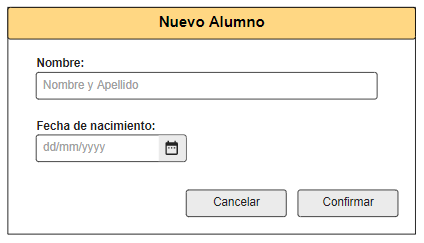 Nuevo Alumno
Nombre:
Nombre y Apellido
Fecha de nacimiento:
dd/mm/yyyy
Cancelar Confirmar